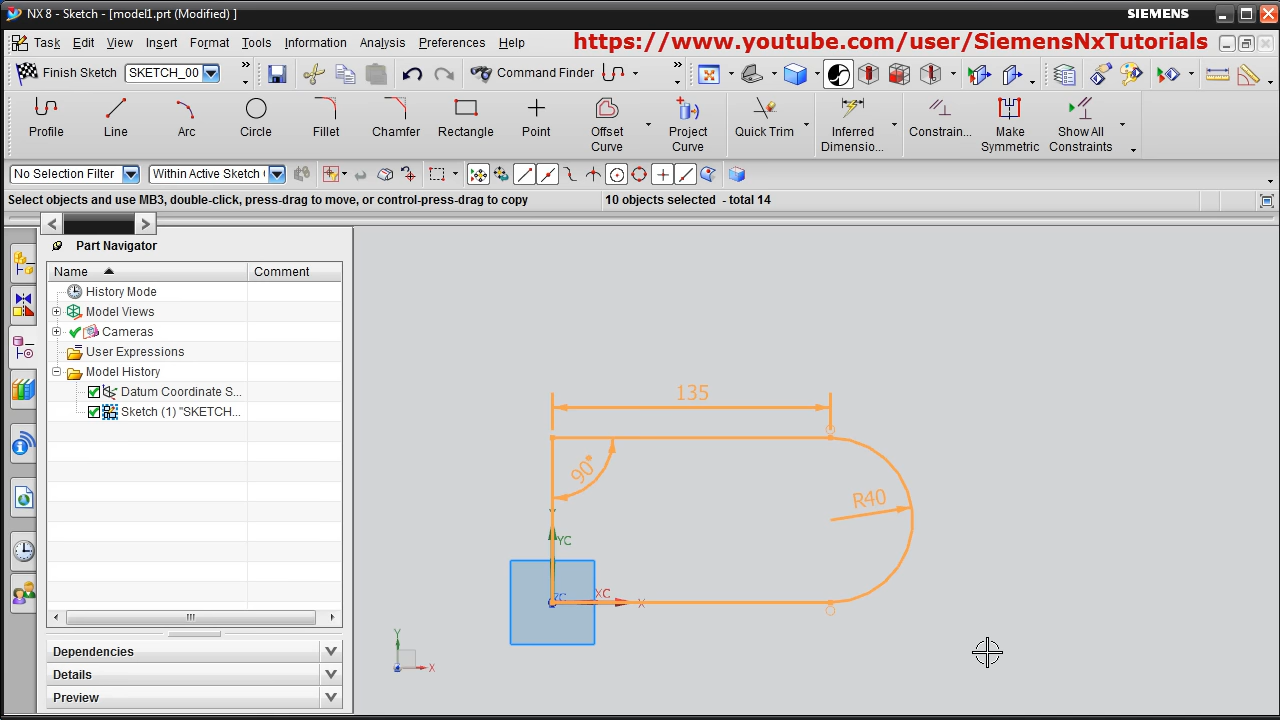 NX 8 - Sketch - [model1.prt (Modified) ]
SIEMENS
Task Edit View Insert Format Tools Information Analysis Preferences Help
https://www.youtube.com/user/SiemensNxTutorials
Finish Sketch SKETCH_00 Command Finder
Profile Line Arc Circle Fillet Chamfer Rectangle Point Offset Curve Project Curve Quick Trim Inferred Dimensio... Constrain... Make Symmetric Show All Constraints
No Selection Filter Within Active Sketch
Select objects and use MB3, double-click, press-drag to move, or control-press-drag to copy
10 objects selected - total 14
Part Navigator
Name Comment
History Mode
Model Views
Cameras
User Expressions
Model History
Datum Coordinate S...
Sketch (1) "SKETCH...
Dependencies
Details
Preview
135
90°
R40
YC
XC
X
ZC
Y
X